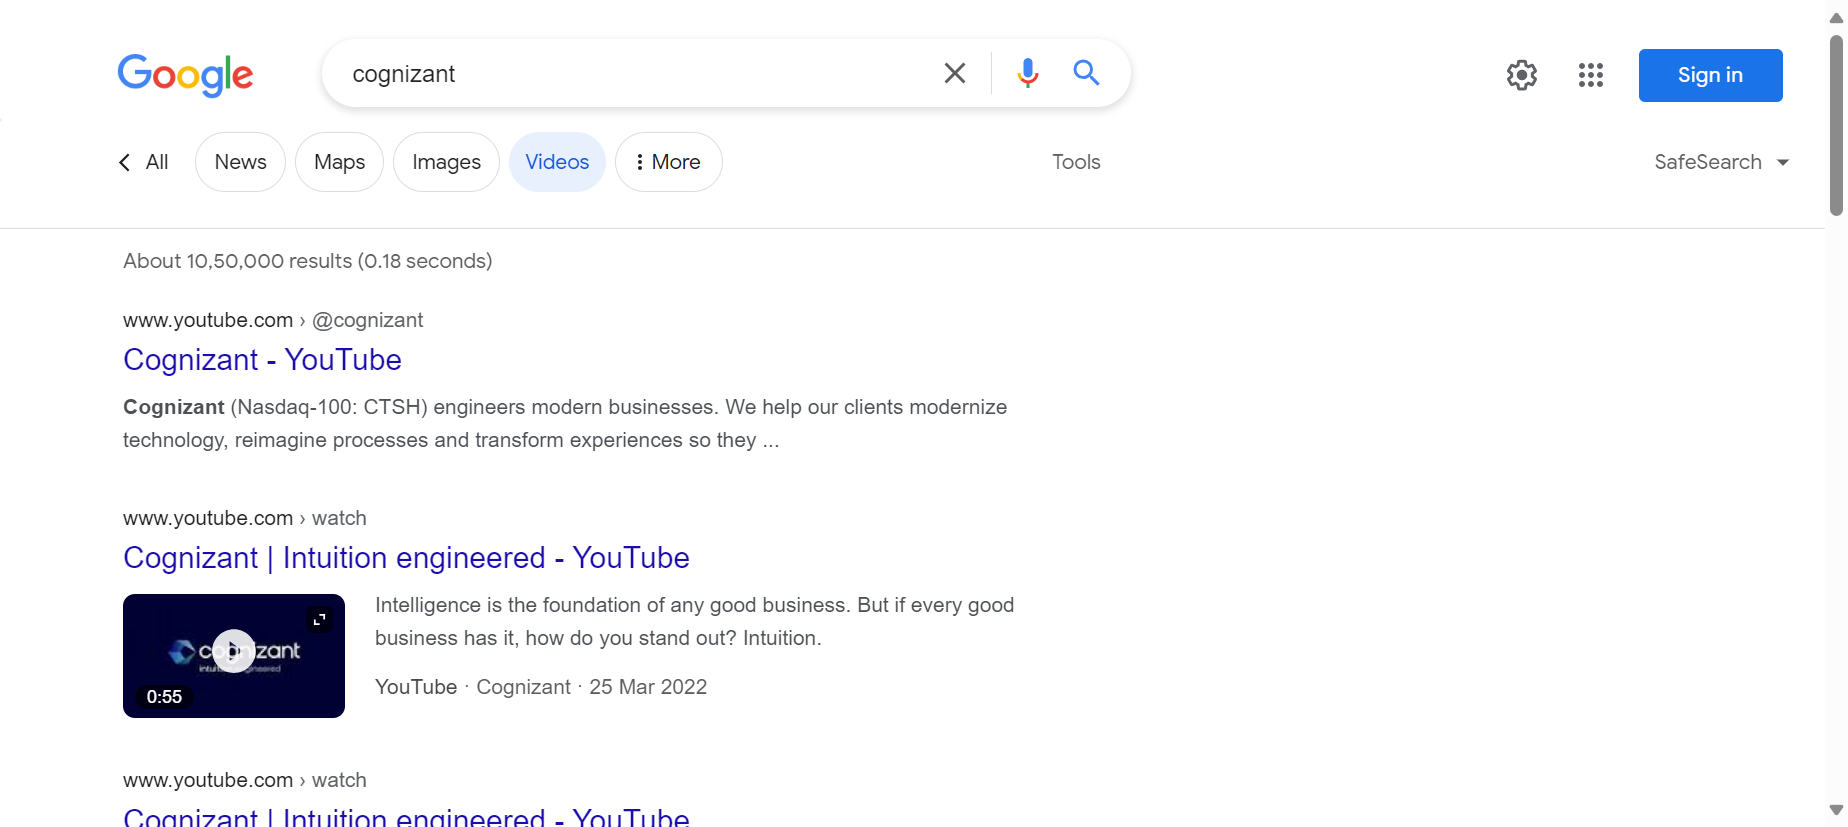 Google
cognizant
Sign in
All
News
Maps
Images
Videos
More
Tools
SafeSearch
About 10,50,000 results (0.18 seconds)
www.youtube.com › @cognizant
Cognizant - YouTube
Cognizant (Nasdaq-100: CTSH) engineers modern businesses. We help our clients modernize
technology, reimagine processes and transform experiences so they ...
www.youtube.com › watch
Cognizant | Intuition engineered - YouTube
cognizant
intuition engineered
0:55
Intelligence is the foundation of any good business. But if every good
business has it, how do you stand out? Intuition.
YouTube · Cognizant · 25 Mar 2022
www.youtube.com › watch
Cognizant | Intuition engineered - YouTube